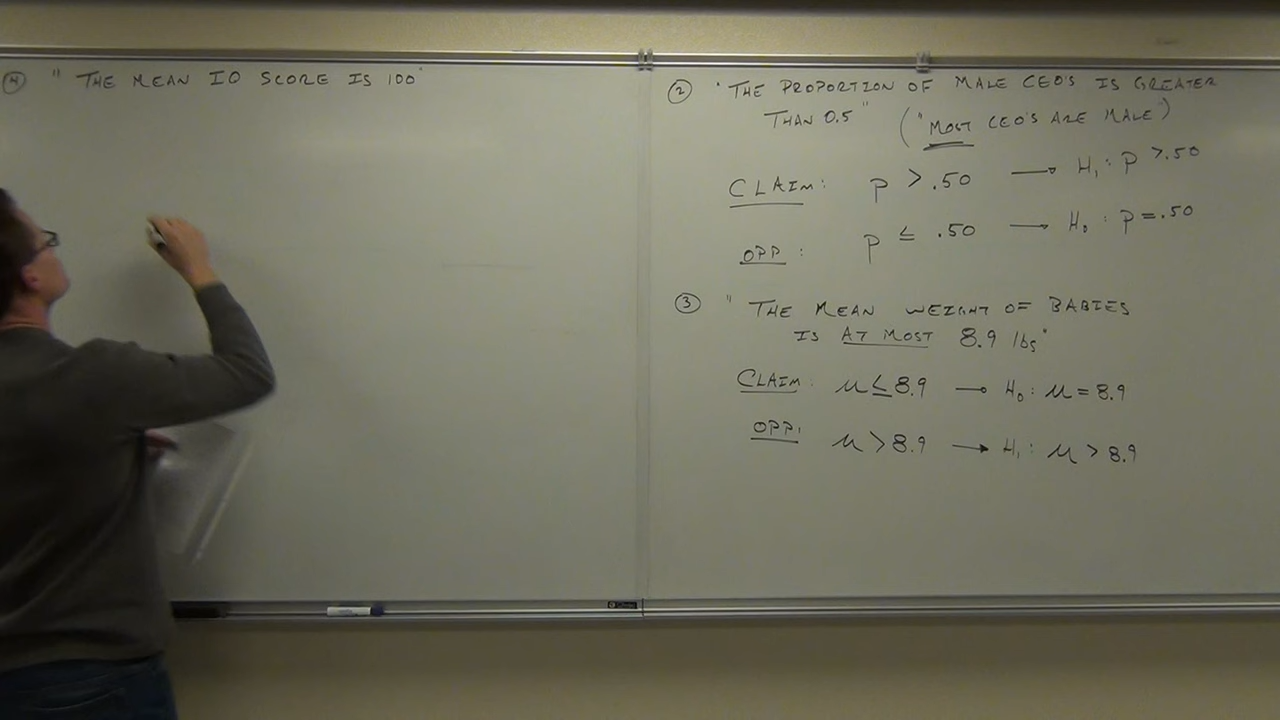 ④ " THE MEAN IQ SCORE IS 100"
② "THE PROPORTION OF MALE CEO'S IS GREATER
THAN 0.5" ("MOST CEO'S ARE MALE")
CLAIM: p > .50 → H₁: p > .50
OPP: p ≤ .50 → H₀: p = .50
③ "THE MEAN WEIGHT OF BABIES
IS AT MOST 8.9 lbs"
CLAIM: μ ≤ 8.9 → H₀: μ = 8.9
OPP: μ > 8.9 → H₁: μ > 8.9